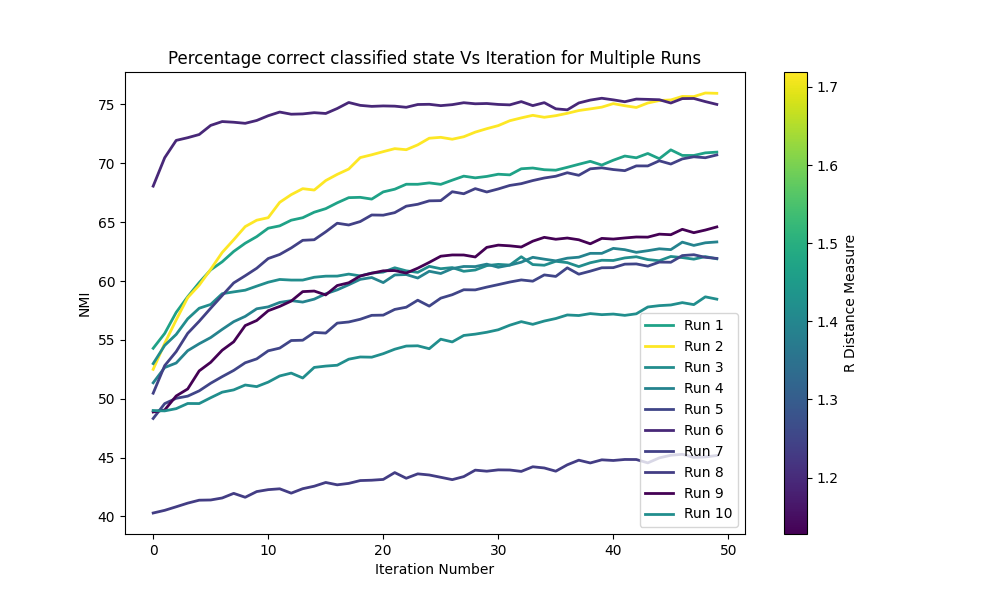 Percentage correct classified state Vs Iteration for Multiple Runs
NMI
75
70
65
60
55
50
45
40
0
10
20
30
40
50
Iteration Number
Run 1
Run 2
Run 3
Run 4
Run 5
Run 6
Run 7
Run 8
Run 9
Run 10
1.7
1.6
1.5
1.4
1.3
1.2
R Distance Measure